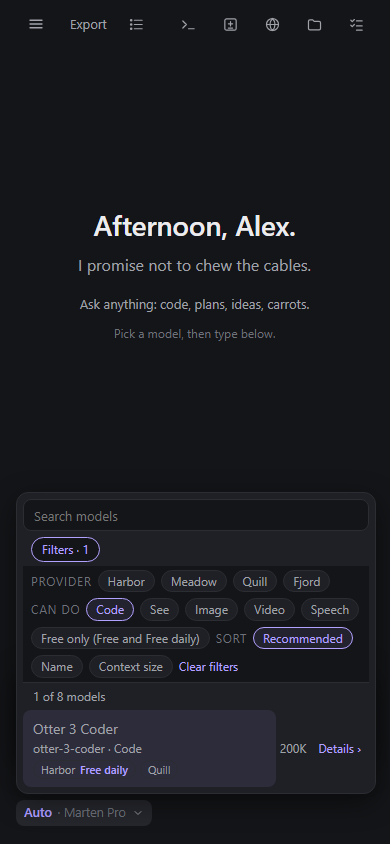 Export
Afternoon, Alex.
I promise not to chew the cables.
Ask anything: code, plans, ideas, carrots.
Pick a model, then type below.
Search models
Filters · 1
PROVIDER Harbor Meadow Quill Fjord
CAN DO Code See Image Video Speech
Free only (Free and Free daily) SORT Recommended
Name Context size Clear filters
1 of 8 models
Otter 3 Coder
otter-3-coder · Code 200K Details ›
Harbor Free daily Quill
Auto · Marten Pro